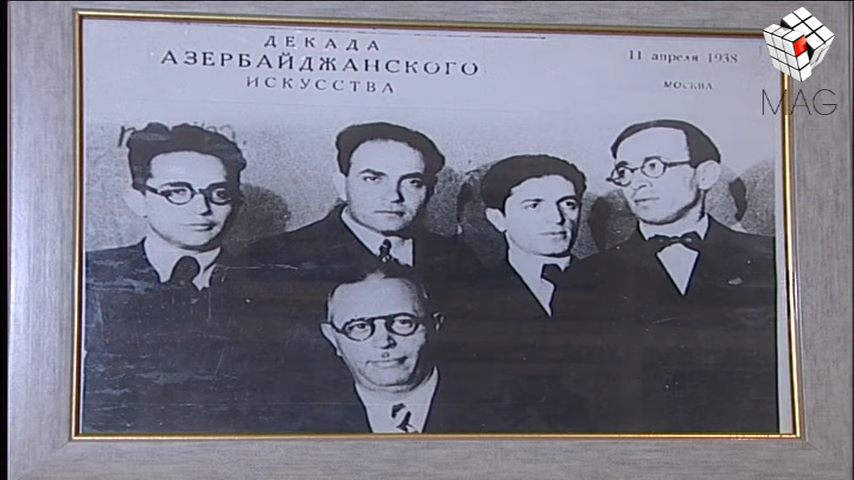 ДЕКАДА
АЗЕРБАЙДЖАНСКОГО
ИСКУССТВА
11 апреля 1938
МОСКВА
MAG